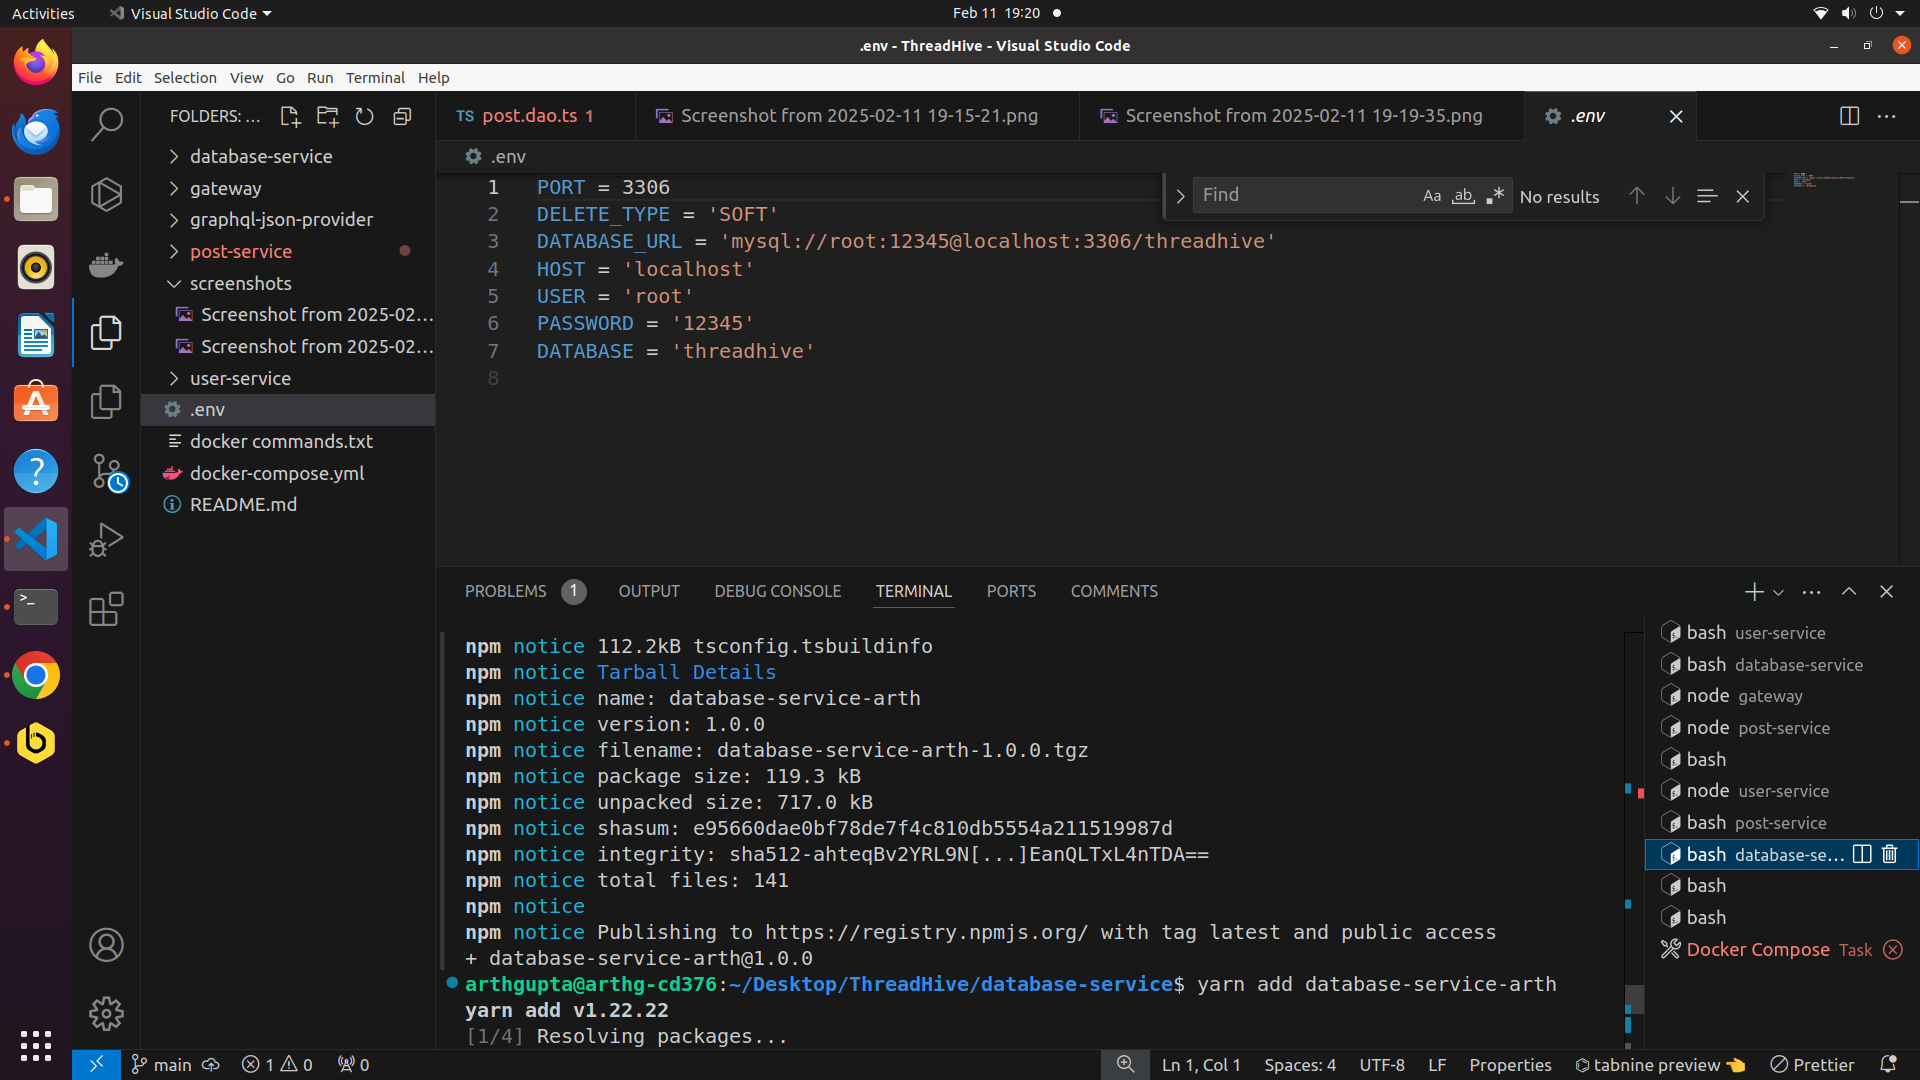 Activities
Visual Studio Code
Feb 11 19:20
.env - ThreadHive - Visual Studio Code
File Edit Selection View Go Run Terminal Help
FOLDERS: ...
database-service
gateway
graphql-json-provider
post-service
screenshots
Screenshot from 2025-02...
Screenshot from 2025-02...
user-service
.env
docker commands.txt
docker-compose.yml
README.md
TS post.dao.ts 1
Screenshot from 2025-02-11 19-15-21.png
Screenshot from 2025-02-11 19-19-35.png
.env
.env
Find
Aa ab .*
No results
1 PORT = 3306
2 DELETE_TYPE = 'SOFT'
3 DATABASE_URL = 'mysql://root:12345@localhost:3306/threadhive'
4 HOST = 'localhost'
5 USER = 'root'
6 PASSWORD = '12345'
7 DATABASE = 'threadhive'
8
PROBLEMS 1 OUTPUT DEBUG CONSOLE TERMINAL PORTS COMMENTS
npm notice 112.2kB tsconfig.tsbuildinfo
npm notice Tarball Details
npm notice name: database-service-arth
npm notice version: 1.0.0
npm notice filename: database-service-arth-1.0.0.tgz
npm notice package size: 119.3 kB
npm notice unpacked size: 717.0 kB
npm notice shasum: e95660dae0bf78de7f4c810db5554a211519987d
npm notice integrity: sha512-ahteqBv2YRL9N[...]EanQLTxL4nTDA==
npm notice total files: 141
npm notice
npm notice Publishing to https://registry.npmjs.org/ with tag latest and public access
+ database-service-arth@1.0.0
arthgupta@arthg-cd376:~/Desktop/ThreadHive/database-service$ yarn add database-service-arth
yarn add v1.22.22
[1/4] Resolving packages...
bash user-service
bash database-service
node gateway
node post-service
bash
node user-service
bash post-service
bash database-se...
bash
bash
Docker Compose Task
main
1 0
0
Ln 1, Col 1
Spaces: 4
UTF-8
LF
Properties
tabnine preview 👈
Prettier